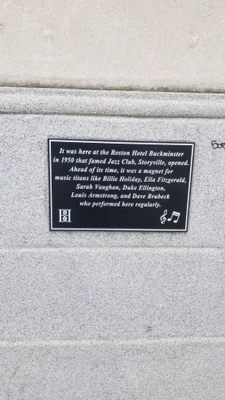 It was here at the Boston Hotel Buckminster
in 1950 that famed Jazz Club, Storyville, opened.
Ahead of its time, it was a magnet for
music titans like Billie Holiday, Ella Fitzgerald,
Sarah Vaughan, Duke Ellington,
Louis Armstrong, and Dave Brubeck
who performed here regularly.